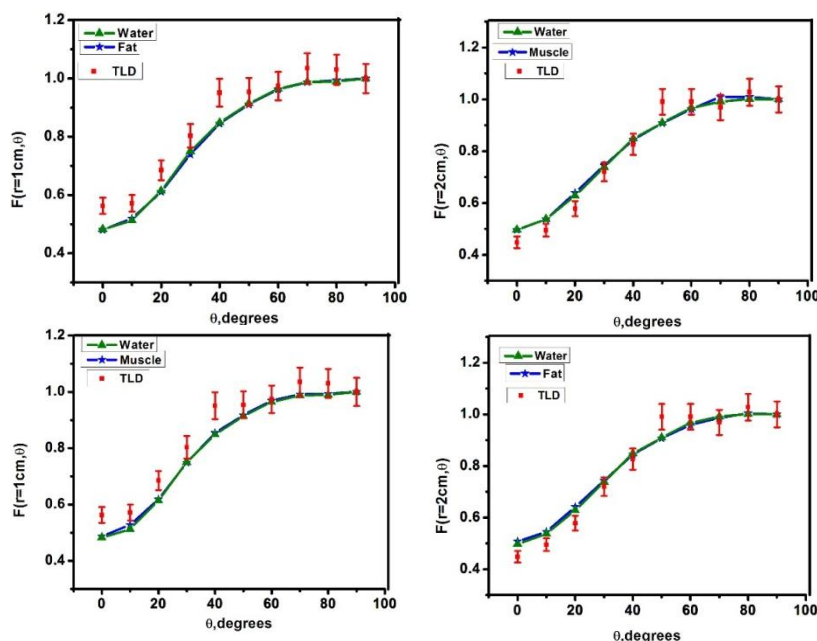 Water
Fat
TLD
F(r=1cm,θ)
1.2
1.0
0.8
0.6
0.4
0 20 40 60 80 100
θ,degrees
Water
Muscle
TLD
F(r=2cm,θ)
1.2
1.0
0.8
0.6
0.4
0 20 40 60 80 100
θ,degrees
Water
Muscle
TLD
F(r=1cm,θ)
1.2
1.0
0.8
0.6
0.4
0 20 40 60 80 100
θ,degrees
Water
Fat
TLD
F(r=2cm,θ)
1.2
1.0
0.8
0.6
0.4
0 20 40 60 80 100
θ,degrees